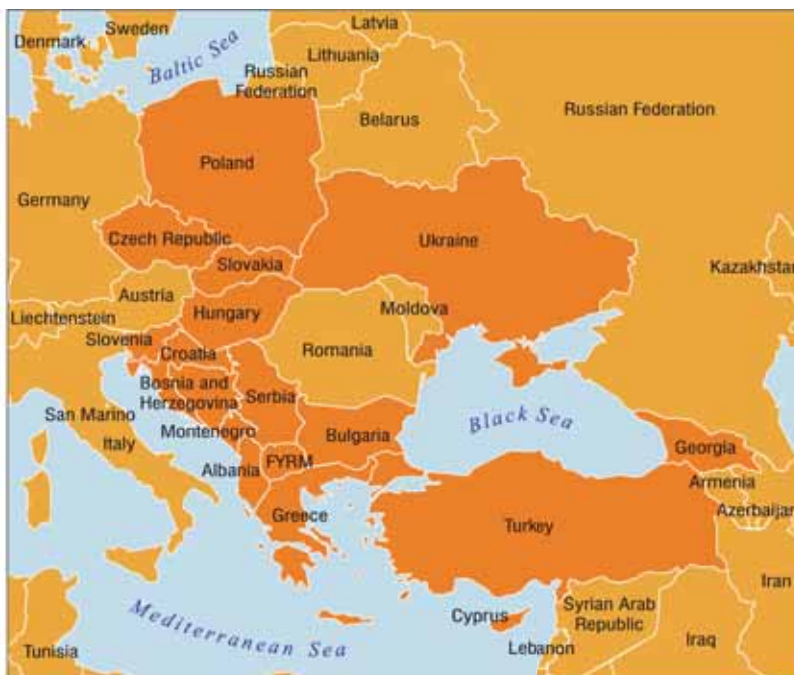 Sweden
Latvia
Denmark
Baltic Sea
Lithuania
Russian
Federation
Russian Federation
Belarus
Poland
Germany
Czech Republic
Ukraine
Slovakia
Kazakhstan
Austria
Liechtenstein
Hungary
Moldova
Slovenia
Croatia
Romania
Bosnia and
Herzegovina
Serbia
San Marino
Black Sea
Montenegro
Bulgaria
Italy
Georgia
Albania
FYRM
Armenia
Azerbaijan
Greece
Turkey
Iran
Syrian Arab
Republic
Cyprus
Mediterranean Sea
Lebanon
Iraq
Tunisia